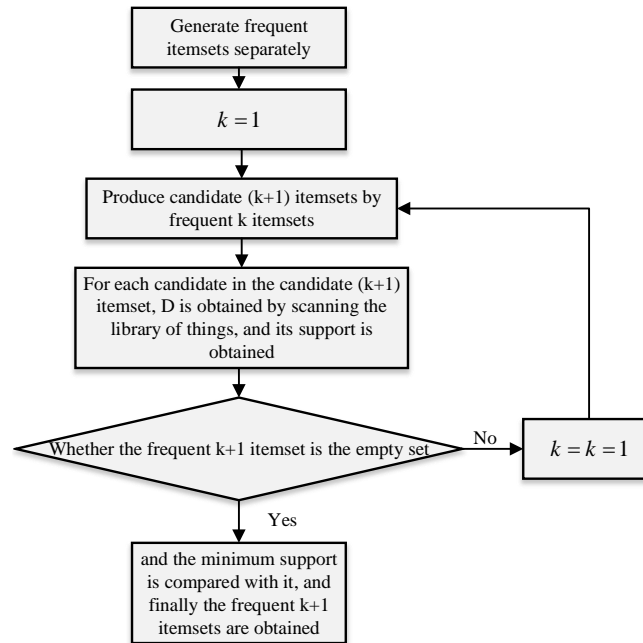 Generate frequent
itemsets separately
k = 1
Produce candidate (k+1) itemsets by
frequent k itemsets
For each candidate in the candidate (k+1)
itemset, D is obtained by scanning the
library of things, and its support is
obtained
Whether the frequent k+1 itemset is the empty set
No
k = k = 1
Yes
and the minimum support
is compared with it, and
finally the frequent k+1
itemsets are obtained